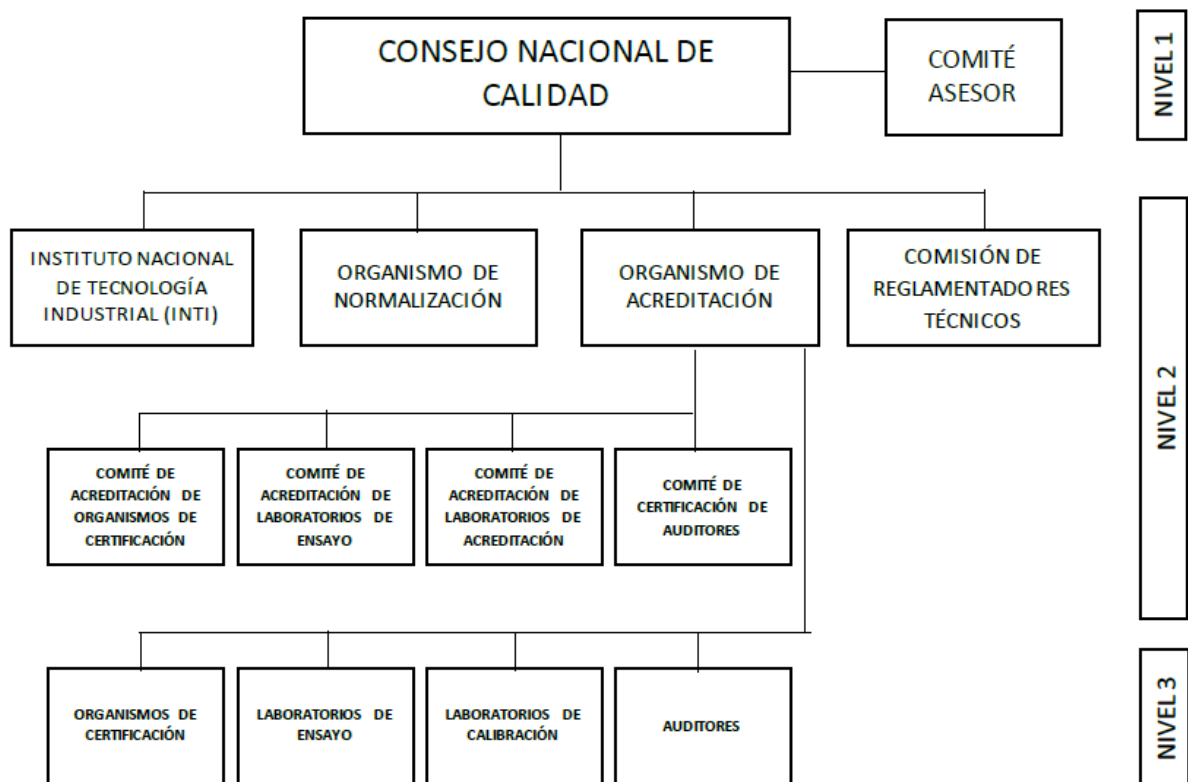 CONSEJO NACIONAL DE
CALIDAD
COMITÉ
ASESOR
NIVEL 1
INSTITUTO NACIONAL
DE TECNOLOGÍA
INDUSTRIAL (INTI)
ORGANISMO DE
NORMALIZACIÓN
ORGANISMO DE
ACREDITACIÓN
COMISIÓN DE
REGLAMENTADO RES
TÉCNICOS
NIVEL 2
COMITÉ DE
ACREDITACIÓN DE
ORGANISMOS DE
CERTIFICACIÓN
COMITÉ DE
ACREDITACIÓN DE
LABORATORIOS DE
ENSAYO
COMITÉ DE
ACREDITACIÓN DE
LABORATORIOS DE
ACREDITACIÓN
COMITÉ DE
CERTIFICACIÓN DE
AUDITORES
ORGANISMOS DE
CERTIFICACIÓN
LABORATORIOS DE
ENSAYO
LABORATORIOS DE
CALIBRACIÓN
AUDITORES
NIVEL 3